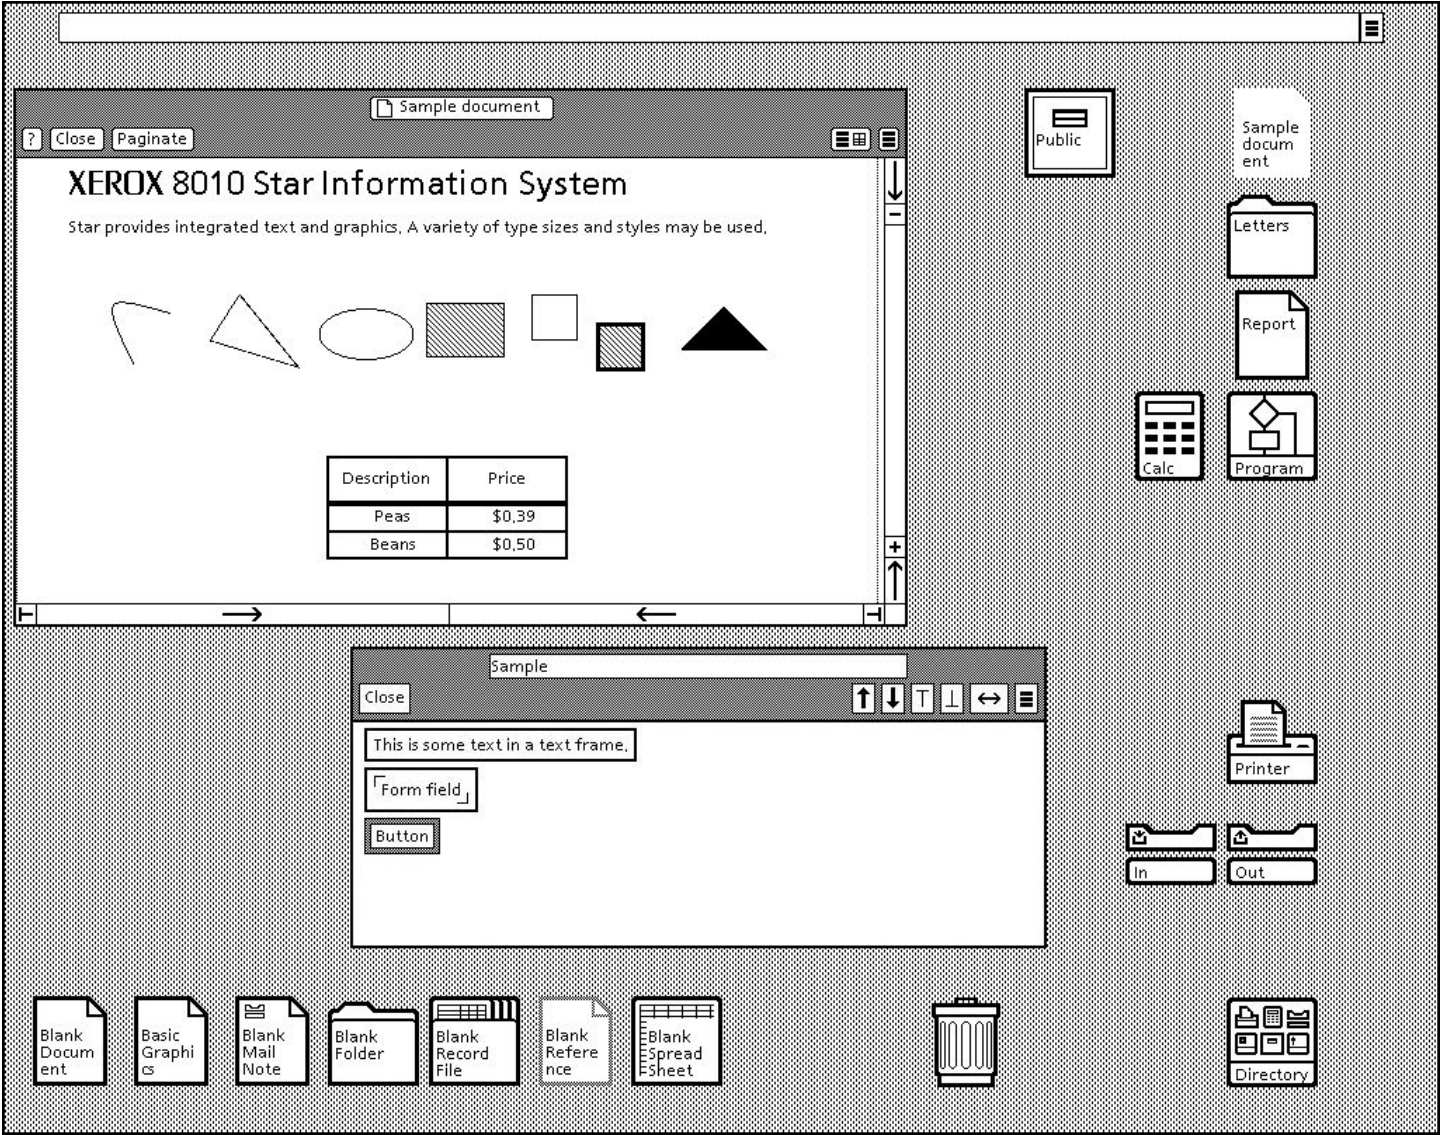 Sample document
? Close Paginate
XEROX 8010 Star Information System
Star provides integrated text and graphics. A variety of type sizes and styles may be used.
Description Price
Peas $0.39
Beans $0.50
Public
Sample
docum
ent
Letters
Report
Calc
Program
Sample
Close
This is some text in a text frame.
Form field
Button
Printer
In
Out
Blank
Docum
ent
Basic
Graphi
cs
Blank
Mail
Note
Blank
Folder
Blank
Record
File
Blank
Refere
nce
Blank
Spread
Sheet
Directory